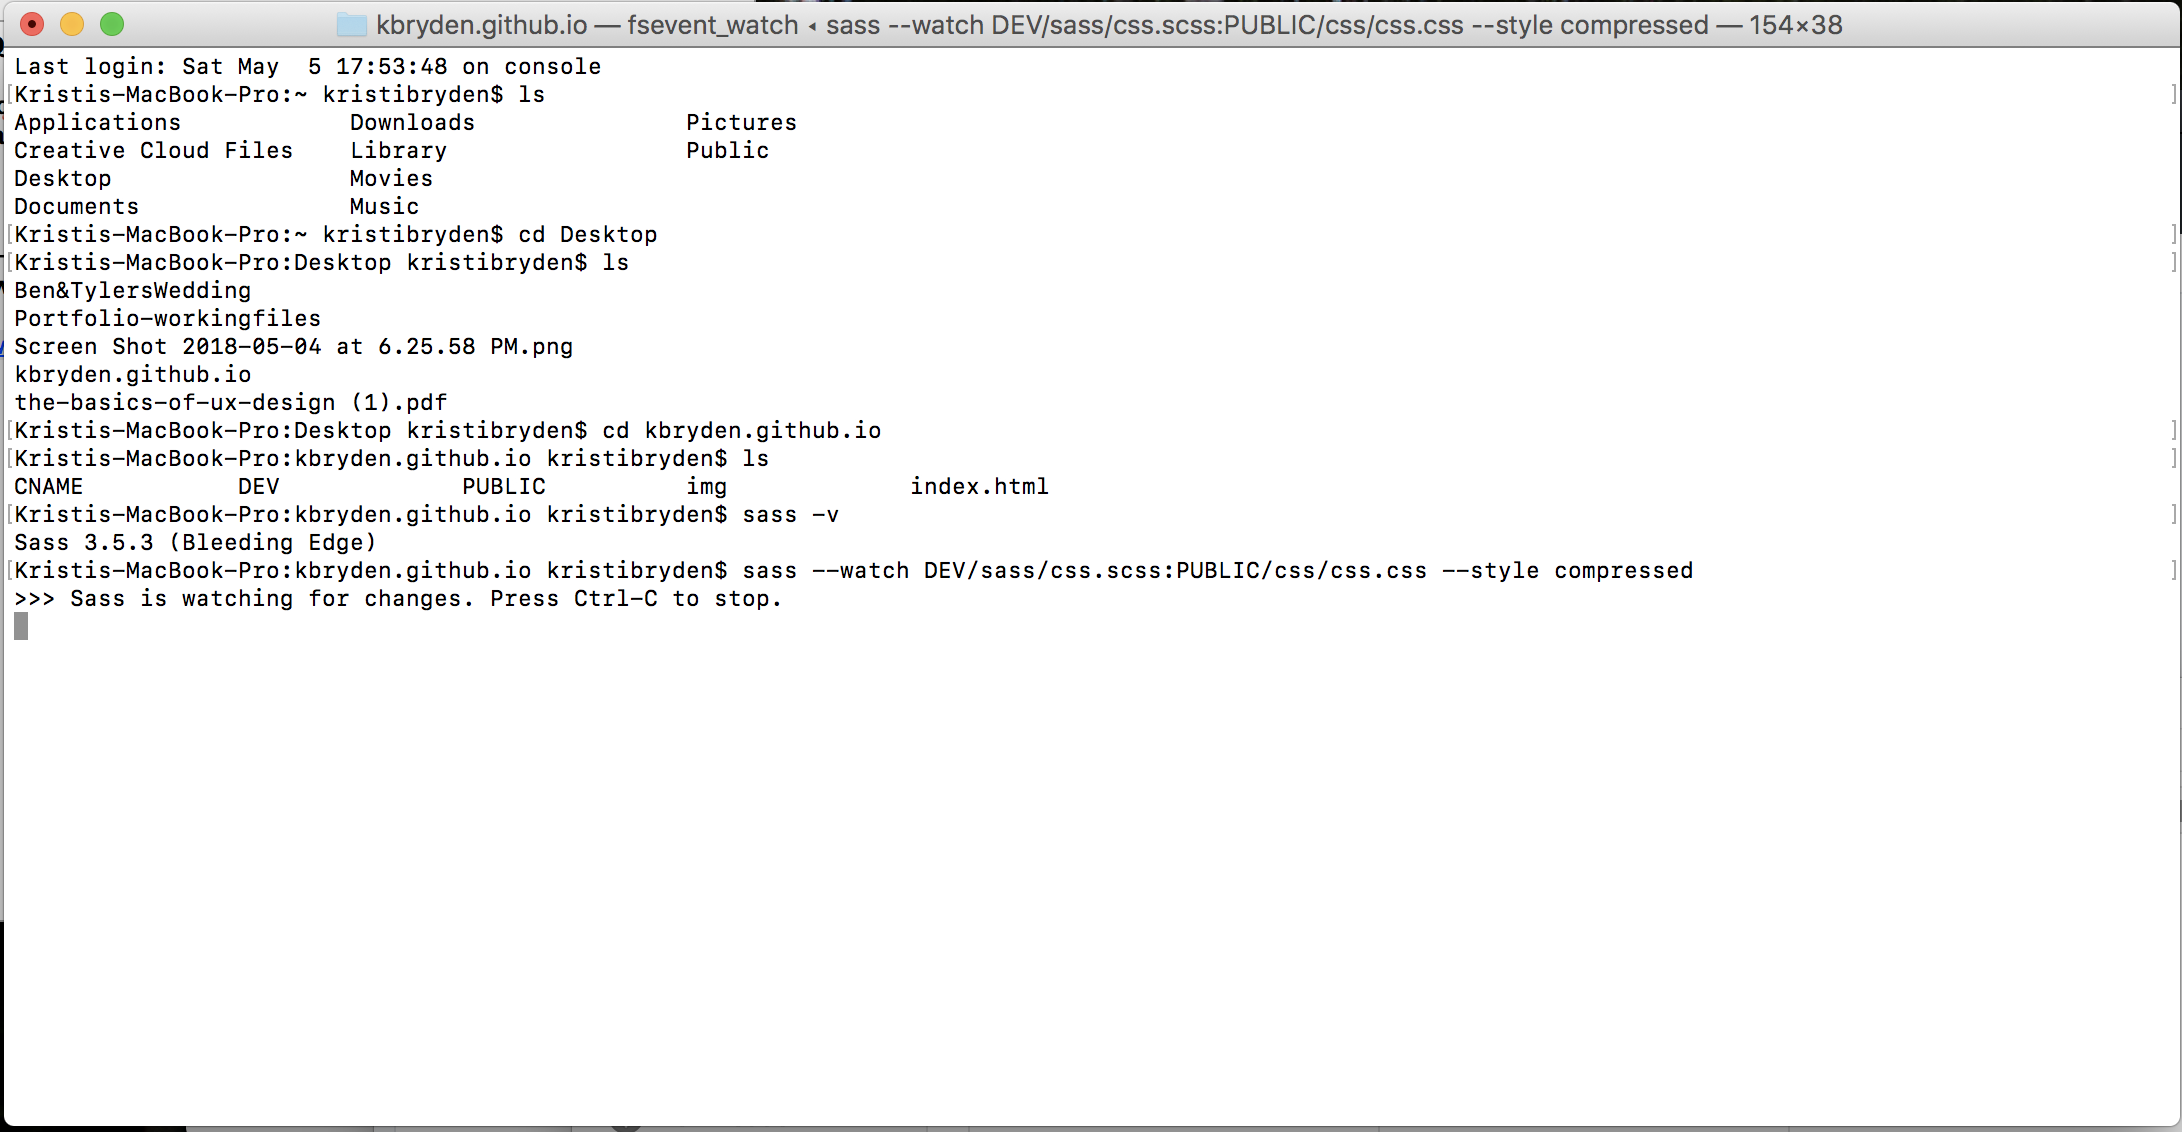 kbryden.github.io — fsevent_watch ◂ sass --watch DEV/sass/css.scss:PUBLIC/css/css.css --style compressed — 154×38
Last login: Sat May  5 17:53:48 on console
[Kristis-MacBook-Pro:~ kristibryden$ ls ]
Applications            Downloads               Pictures
Creative Cloud Files    Library                 Public
Desktop                 Movies
Documents               Music
[Kristis-MacBook-Pro:~ kristibryden$ cd Desktop ]
[Kristis-MacBook-Pro:Desktop kristibryden$ ls ]
Ben&TylersWedding
Portfolio-workingfiles
Screen Shot 2018-05-04 at 6.25.58 PM.png
kbryden.github.io
the-basics-of-ux-design (1).pdf
[Kristis-MacBook-Pro:Desktop kristibryden$ cd kbryden.github.io ]
[Kristis-MacBook-Pro:kbryden.github.io kristibryden$ ls ]
CNAME           DEV             PUBLIC          img             index.html
[Kristis-MacBook-Pro:kbryden.github.io kristibryden$ sass -v ]
Sass 3.5.3 (Bleeding Edge)
[Kristis-MacBook-Pro:kbryden.github.io kristibryden$ sass --watch DEV/sass/css.scss:PUBLIC/css/css.css --style compressed ]
>>> Sass is watching for changes. Press Ctrl-C to stop.